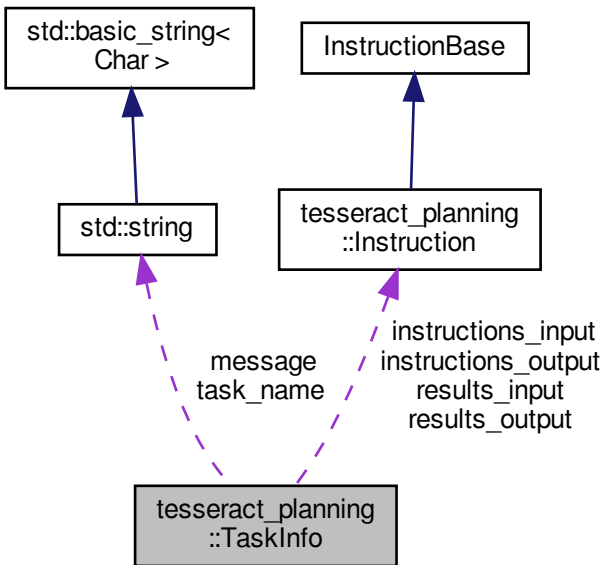 std::basic_string<
Char >
InstructionBase
std::string
tesseract_planning
::Instruction
message
task_name
instructions_input
instructions_output
results_input
results_output
tesseract_planning
::TaskInfo